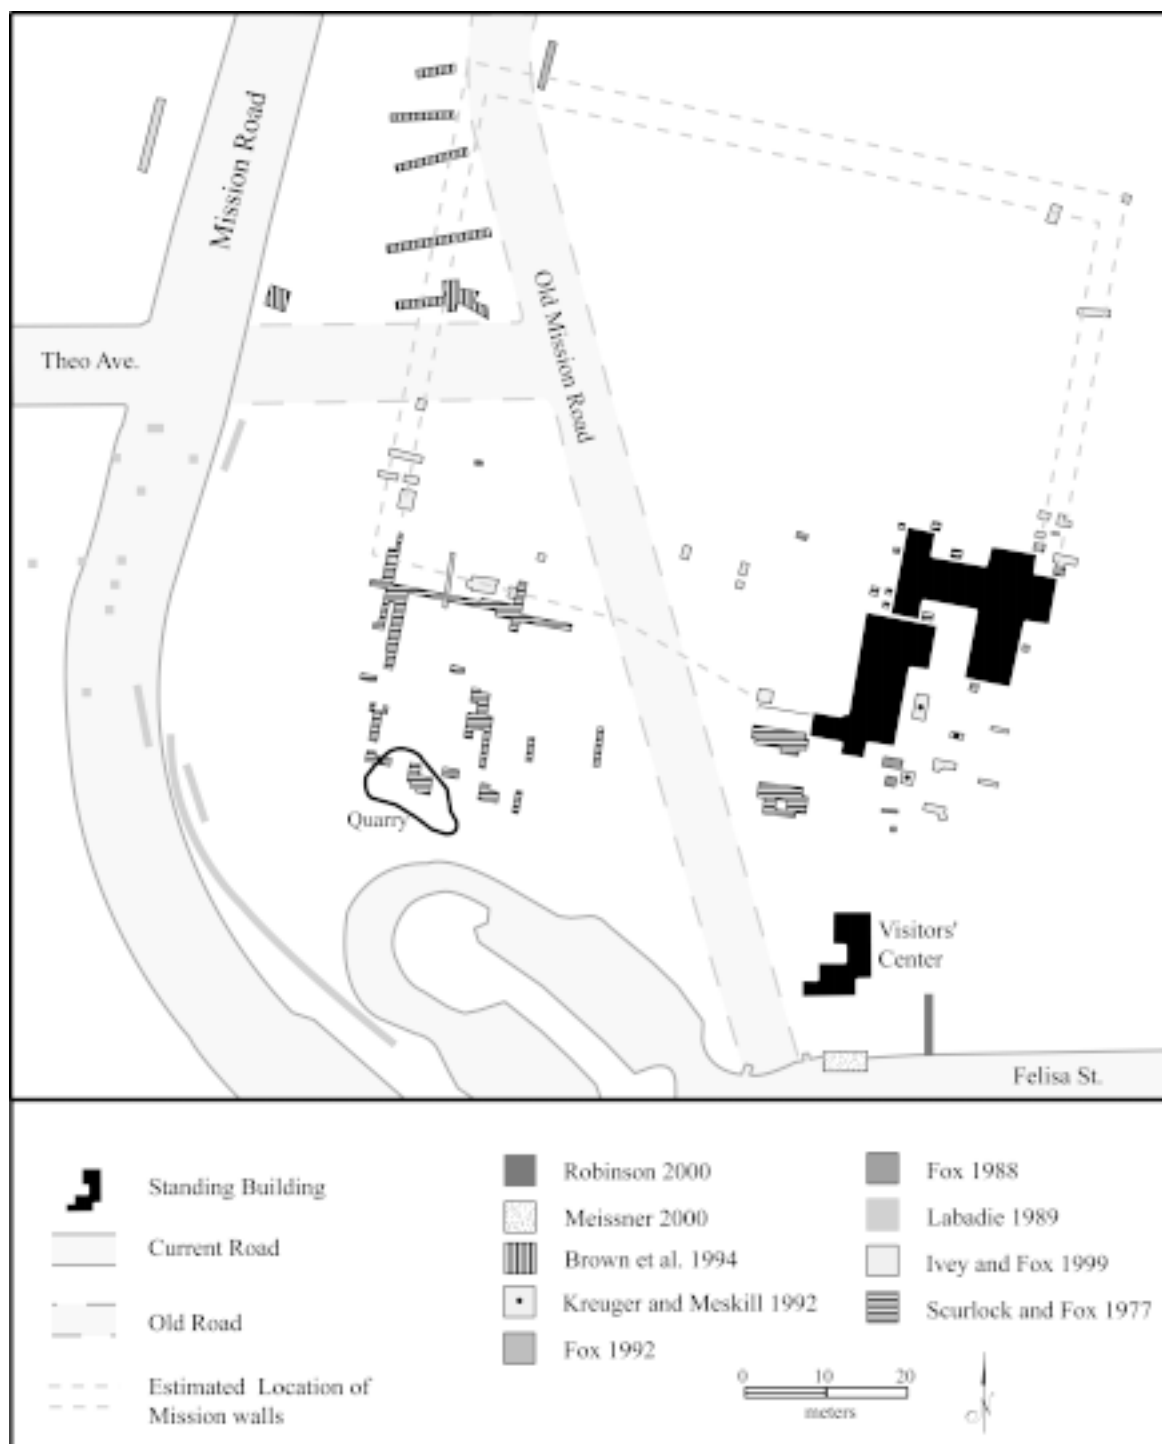 Mission Road
Old Mission Road
Theo Ave.
Quarry
Visitors'
Center
Felisa St.
Standing Building
Current Road
Old Road
Estimated Location of
Mission walls
Robinson 2000
Meissner 2000
Brown et al. 1994
Kreuger and Meskill 1992
Fox 1992
Fox 1988
Labadie 1989
Ivey and Fox 1999
Scurlock and Fox 1977
0 10 20
meters
N